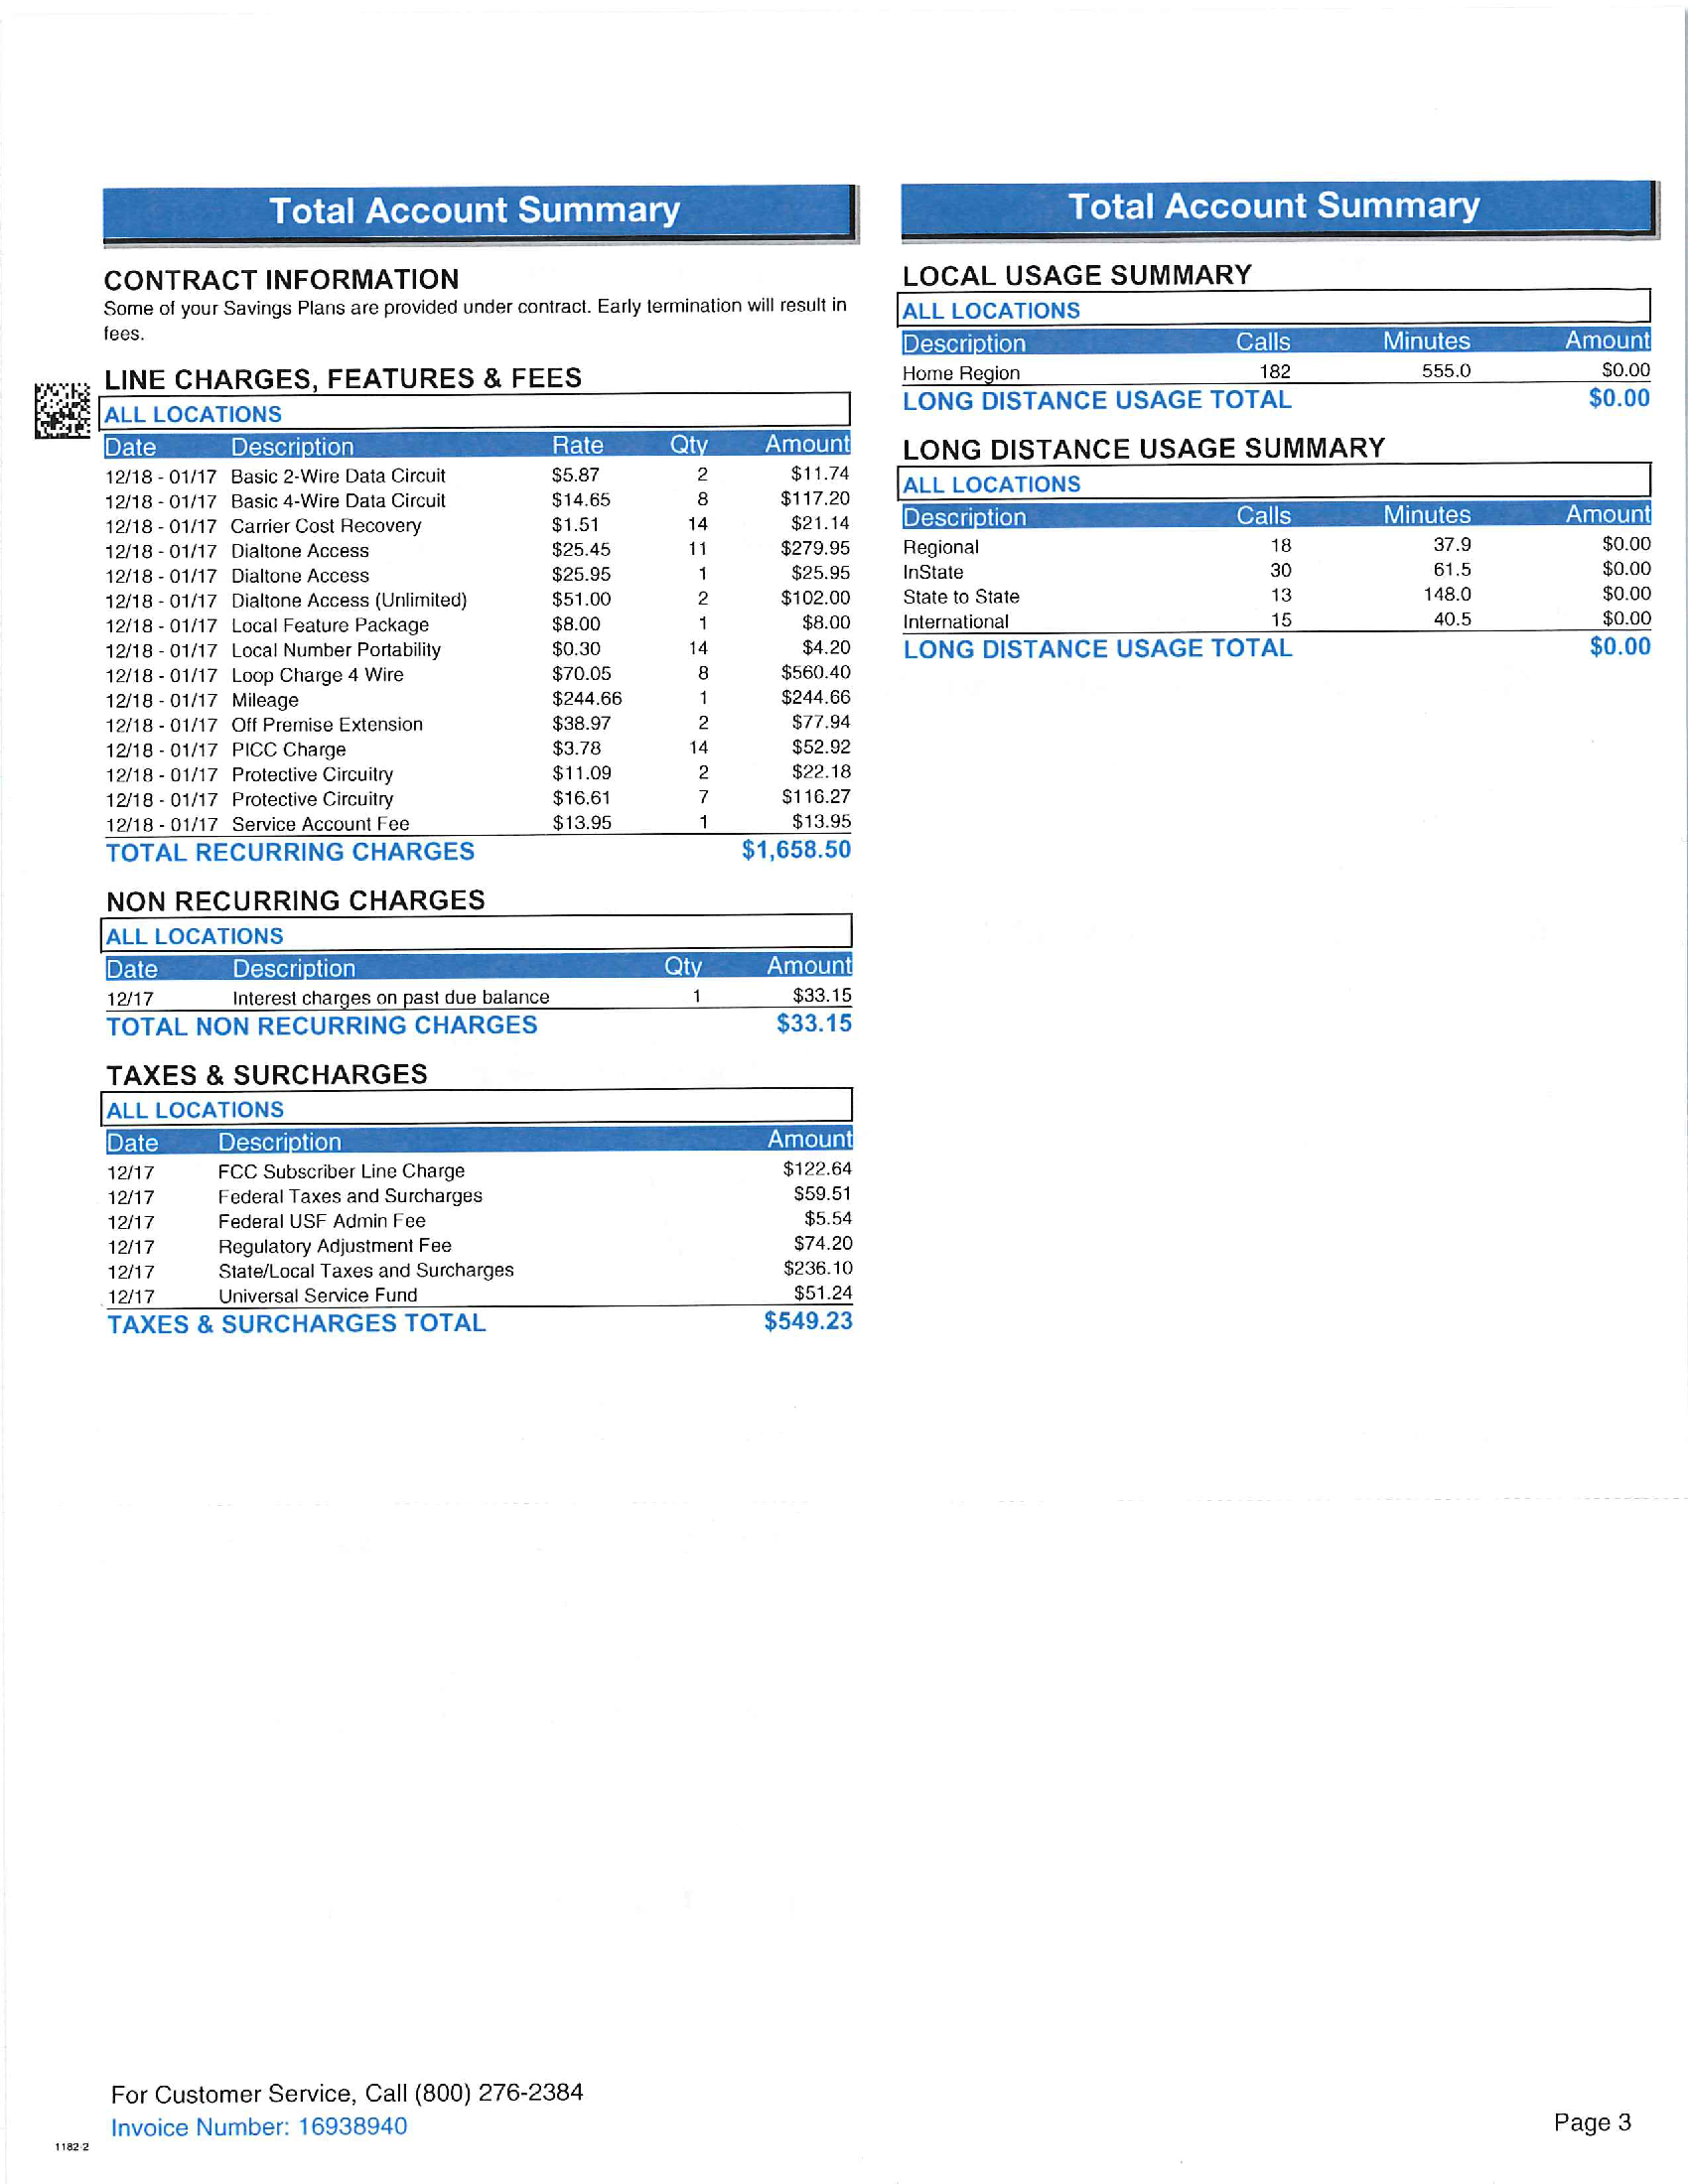 Total Account Summary
CONTRACT INFORMATION
Some of your Savings Plans are provided under contract. Early termination will result in
fees.
LINE CHARGES, FEATURES & FEES
ALL LOCATIONS
Date Description Rate Qty Amount
12/18 - 01/17 Basic 2-Wire Data Circuit $5.87 2 $11.74
12/18 - 01/17 Basic 4-Wire Data Circuit $14.65 8 $117.20
12/18 - 01/17 Carrier Cost Recovery $1.51 14 $21.14
12/18 - 01/17 Dialtone Access $25.45 11 $279.95
12/18 - 01/17 Dialtone Access $25.95 1 $25.95
12/18 - 01/17 Dialtone Access (Unlimited) $51.00 2 $102.00
12/18 - 01/17 Local Feature Package $8.00 1 $8.00
12/18 - 01/17 Local Number Portability $0.30 14 $4.20
12/18 - 01/17 Loop Charge 4 Wire $70.05 8 $560.40
12/18 - 01/17 Mileage $244.66 1 $244.66
12/18 - 01/17 Off Premise Extension $38.97 2 $77.94
12/18 - 01/17 PICC Charge $3.78 14 $52.92
12/18 - 01/17 Protective Circuitry $11.09 2 $22.18
12/18 - 01/17 Protective Circuitry $16.61 7 $116.27
12/18 - 01/17 Service Account Fee $13.95 1 $13.95
TOTAL RECURRING CHARGES $1,658.50
NON RECURRING CHARGES
ALL LOCATIONS
Date Description Qty Amount
12/17 Interest charges on past due balance 1 $33.15
TOTAL NON RECURRING CHARGES $33.15
TAXES & SURCHARGES
ALL LOCATIONS
Date Description Amount
12/17 FCC Subscriber Line Charge $122.64
12/17 Federal Taxes and Surcharges $59.51
12/17 Federal USF Admin Fee $5.54
12/17 Regulatory Adjustment Fee $74.20
12/17 State/Local Taxes and Surcharges $236.10
12/17 Universal Service Fund $51.24
TAXES & SURCHARGES TOTAL $549.23
Total Account Summary
LOCAL USAGE SUMMARY
ALL LOCATIONS
Description Calls Minutes Amount
Home Region 182 555.0 $0.00
LONG DISTANCE USAGE TOTAL $0.00
LONG DISTANCE USAGE SUMMARY
ALL LOCATIONS
Description Calls Minutes Amount
Regional 18 37.9 $0.00
InState 30 61.5 $0.00
State to State 13 148.0 $0.00
International 15 40.5 $0.00
LONG DISTANCE USAGE TOTAL $0.00
For Customer Service, Call (800) 276-2384
Invoice Number: 16938940
Page 3
1182-2